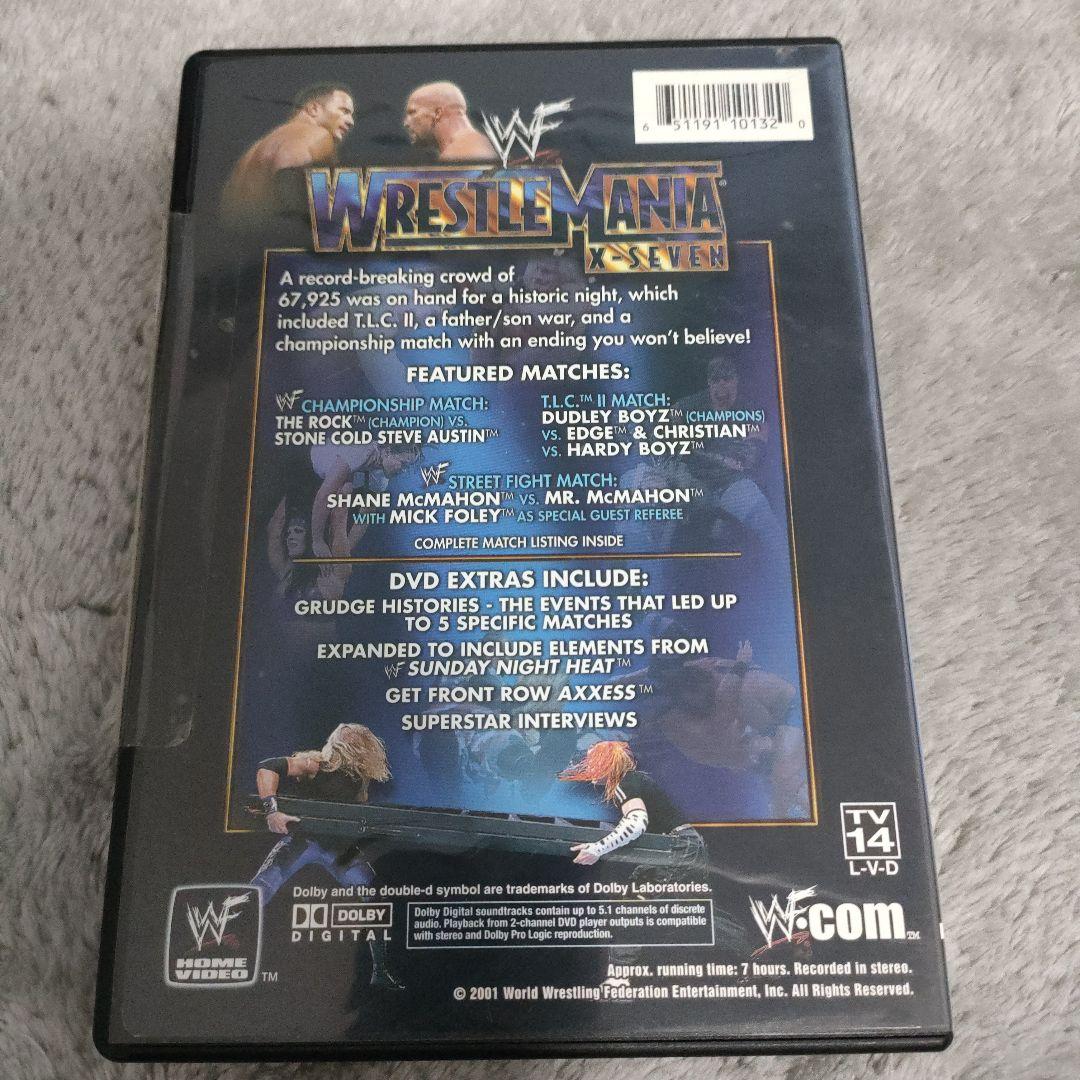 6 51191 10132 0
WF
WRESTLEMANIA®
X-SEVEN
A record-breaking crowd of
67,925 was on hand for a historic night, which
included T.L.C. II, a father/son war, and a
championship match with an ending you won't believe!
FEATURED MATCHES:
WF CHAMPIONSHIP MATCH:
THE ROCK™ (CHAMPION) VS.
STONE COLD STEVE AUSTIN™
T.L.C.™ II MATCH:
DUDLEY BOYZ™ (CHAMPIONS)
VS. EDGE™ & CHRISTIAN™
VS. HARDY BOYZ™
WF STREET FIGHT MATCH:
SHANE McMAHON™ VS. MR. McMAHON™
WITH MICK FOLEY™ AS SPECIAL GUEST REFEREE
COMPLETE MATCH LISTING INSIDE
DVD EXTRAS INCLUDE:
GRUDGE HISTORIES - THE EVENTS THAT LED UP
TO 5 SPECIFIC MATCHES
EXPANDED TO INCLUDE ELEMENTS FROM
WF SUNDAY NIGHT HEAT™
GET FRONT ROW AXXESS™
SUPERSTAR INTERVIEWS
TV
14
L-V-D
Dolby and the double-d symbol are trademarks of Dolby Laboratories.
DOLBY
DIGITAL
Dolby Digital soundtracks contain up to 5.1 channels of discrete
audio. Playback from 2-channel DVD player outputs is compatible
with stereo and Dolby Pro Logic reproduction.
WF
HOME
VIDEO™
WF.com™
Approx. running time: 7 hours. Recorded in stereo.
© 2001 World Wrestling Federation Entertainment, Inc. All Rights Reserved.